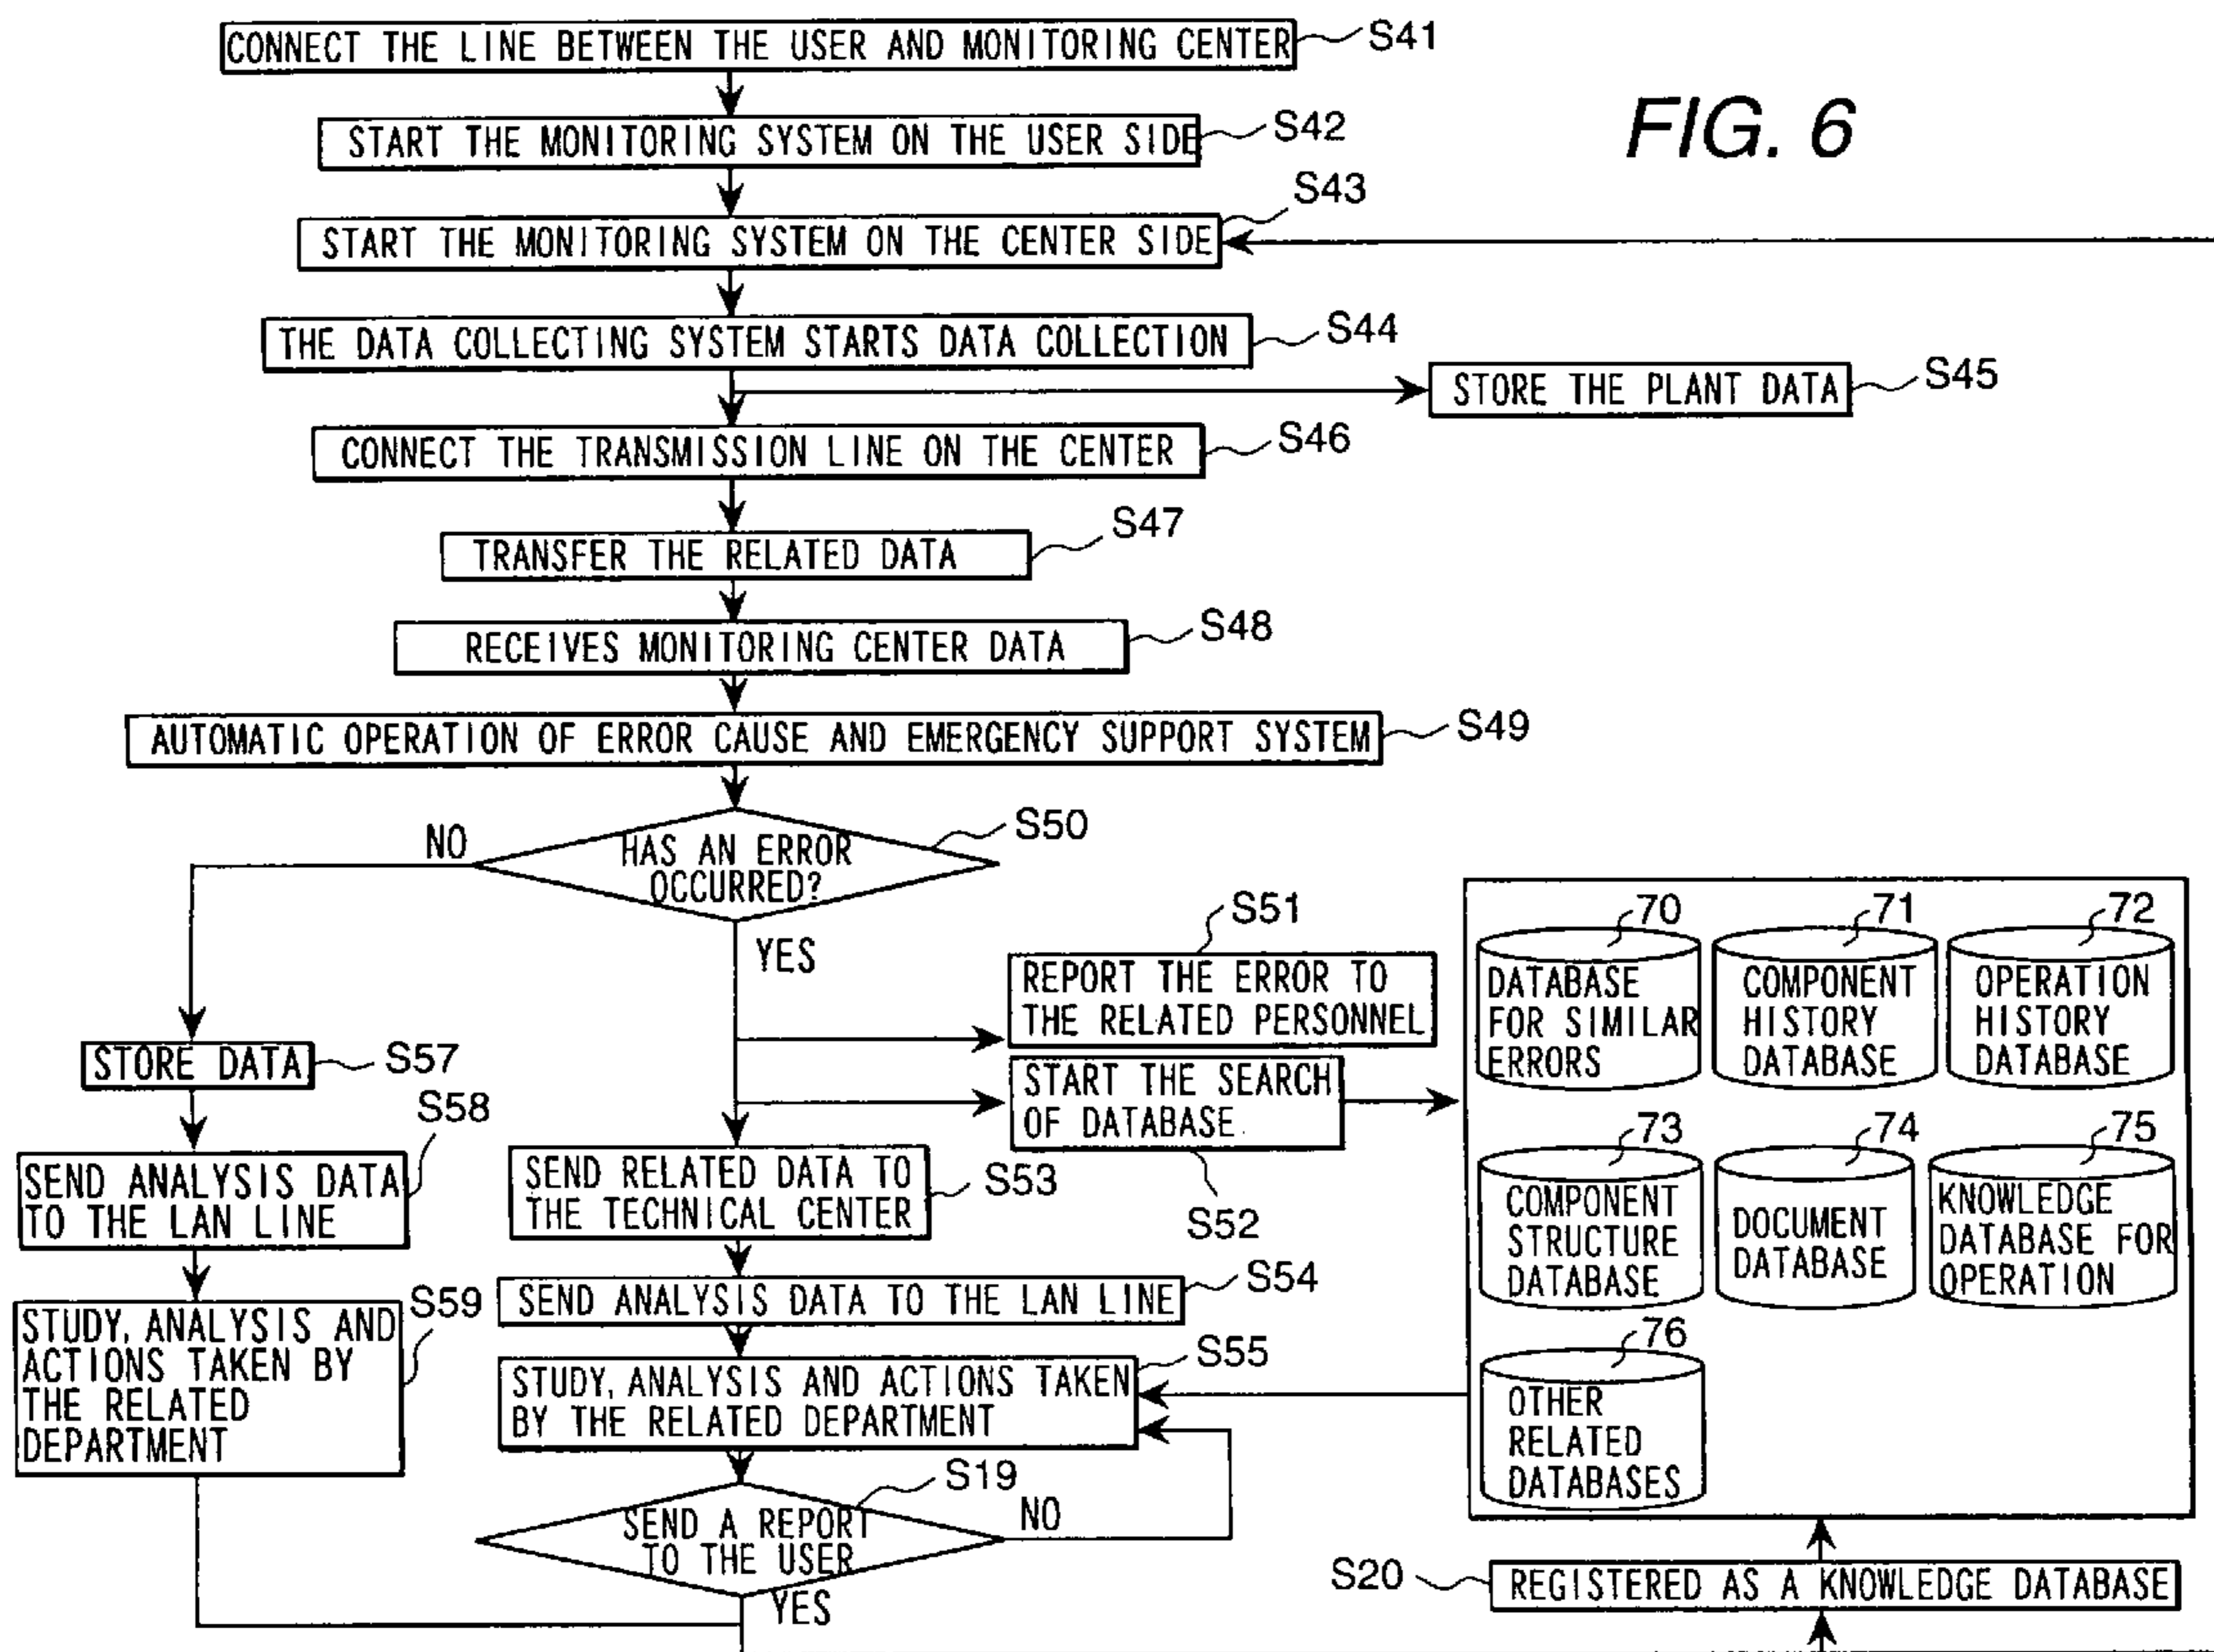 CONNECT THE LINE BETWEEN THE USER AND MONITORING CENTER
S41
FIG. 6
START THE MONITORING SYSTEM ON THE USER SIDE
S42
START THE MONITORING SYSTEM ON THE CENTER SIDE
S43
THE DATA COLLECTING SYSTEM STARTS DATA COLLECTION
S44
STORE THE PLANT DATA
S45
CONNECT THE TRANSMISSION LINE ON THE CENTER
S46
TRANSFER THE RELATED DATA
S47
RECEIVES MONITORING CENTER DATA
S48
AUTOMATIC OPERATION OF ERROR CAUSE AND EMERGENCY SUPPORT SYSTEM
S49
HAS AN ERROR
OCCURRED?
S50
NO
YES
S51
REPORT THE ERROR TO
THE RELATED PERSONNEL
START THE SEARCH
OF DATABASE
S52
70
DATABASE
FOR SIMILAR
ERRORS
71
COMPONENT
HISTORY
DATABASE
72
OPERATION
HISTORY
DATABASE
73
COMPONENT
STRUCTURE
DATABASE
74
DOCUMENT
DATABASE
75
KNOWLEDGE
DATABASE FOR
OPERATION
76
OTHER
RELATED
DATABASES
STORE DATA
S57
S58
SEND ANALYSIS DATA
TO THE LAN LINE
S59
STUDY, ANALYSIS AND
ACTIONS TAKEN BY
THE RELATED
DEPARTMENT
SEND RELATED DATA TO
THE TECHNICAL CENTER
S53
SEND ANALYSIS DATA TO THE LAN LINE
S54
STUDY, ANALYSIS AND ACTIONS TAKEN
BY THE RELATED DEPARTMENT
S55
SEND A REPORT
TO THE USER
S19
NO
YES
S20
REGISTERED AS A KNOWLEDGE DATABASE